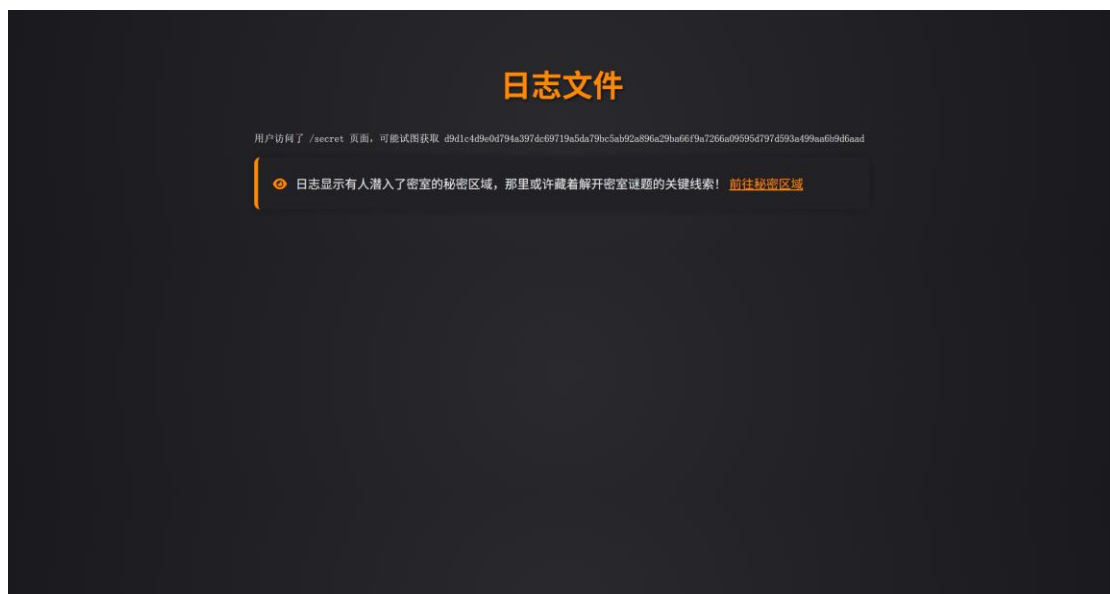 日志文件
用户访问了 /secret 页面，可能试图获取 d9d1c4d9e0d794a397dc69719a5da79bc5ab92a896a29ba66f9a7266a09595d797d593a499aa6b9d6aad
日志显示有人潜入了密室的秘密区域，那里或许藏着解开密室谜题的关键线索！ 前往秘密区域